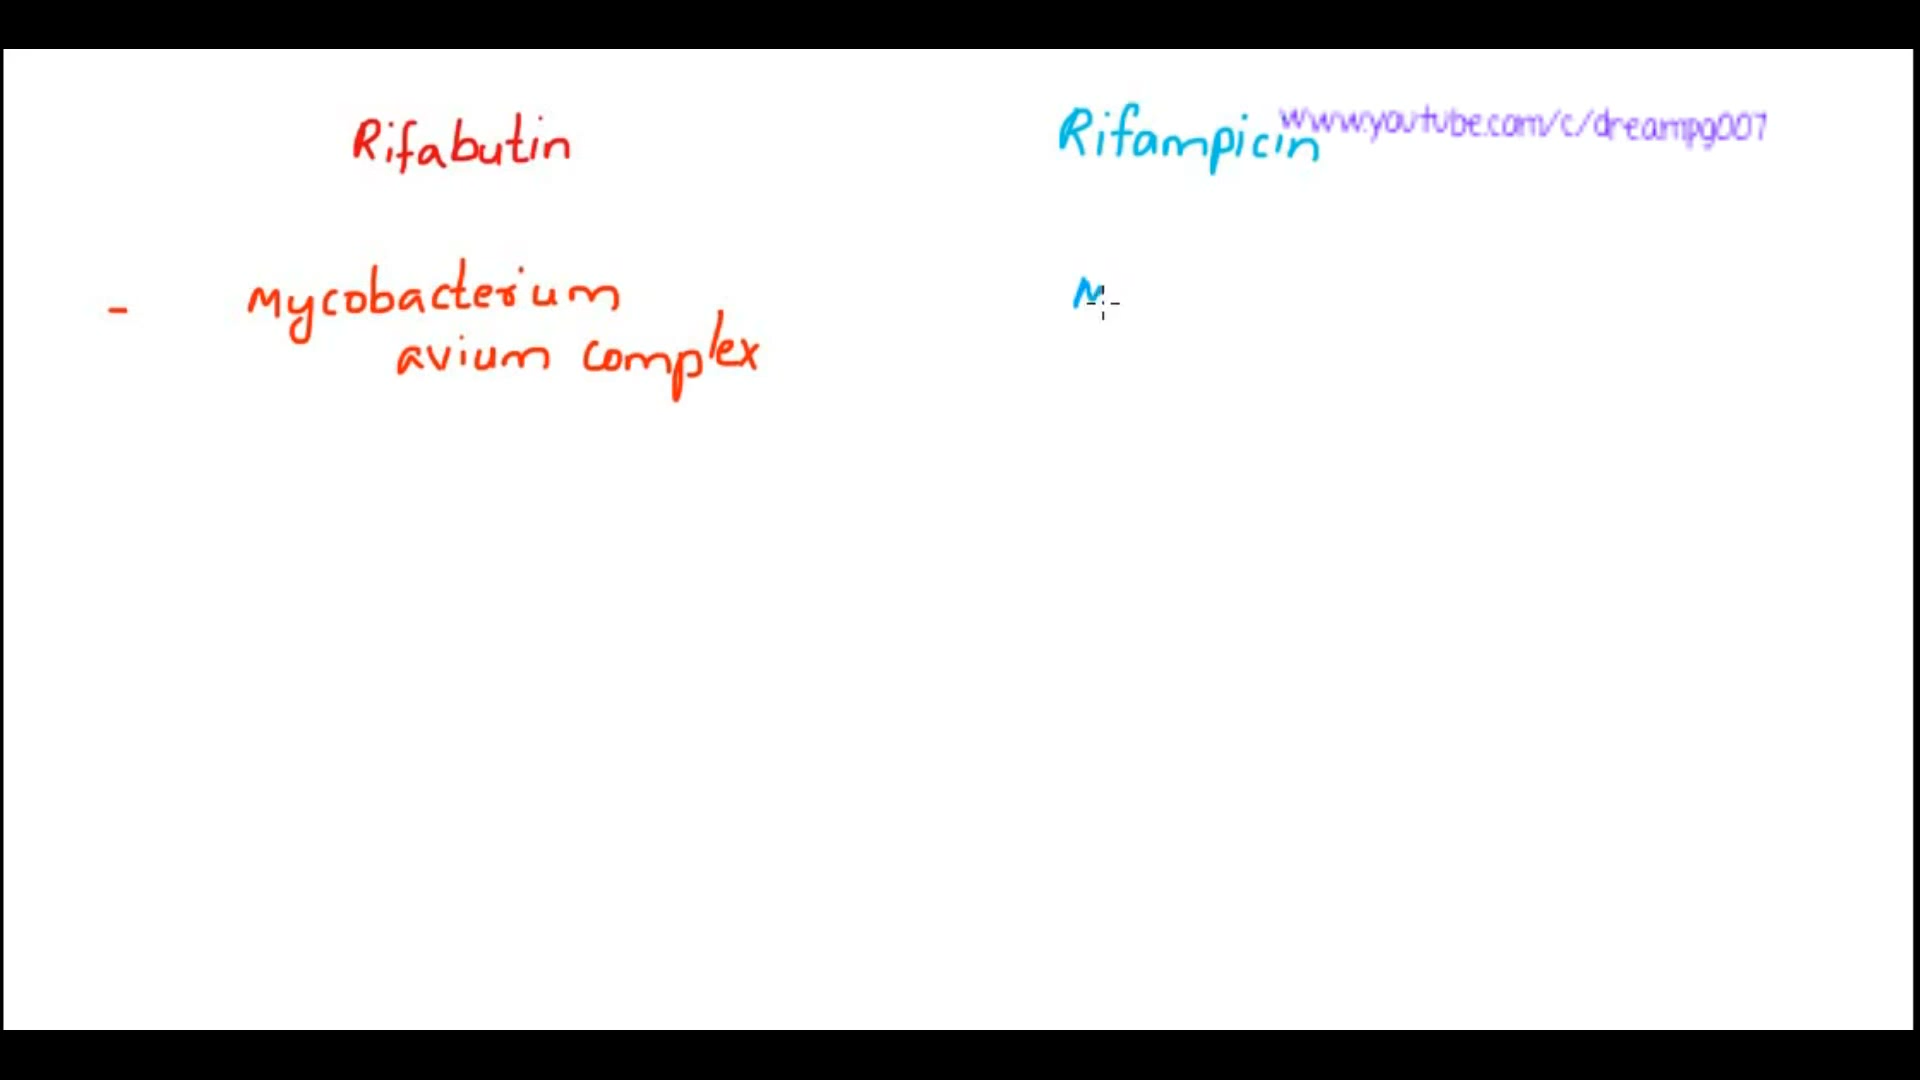 Rifabutin
Rifampicin
www.youtube.com/c/dreampg007
- Mycobacterium
avium complex
M